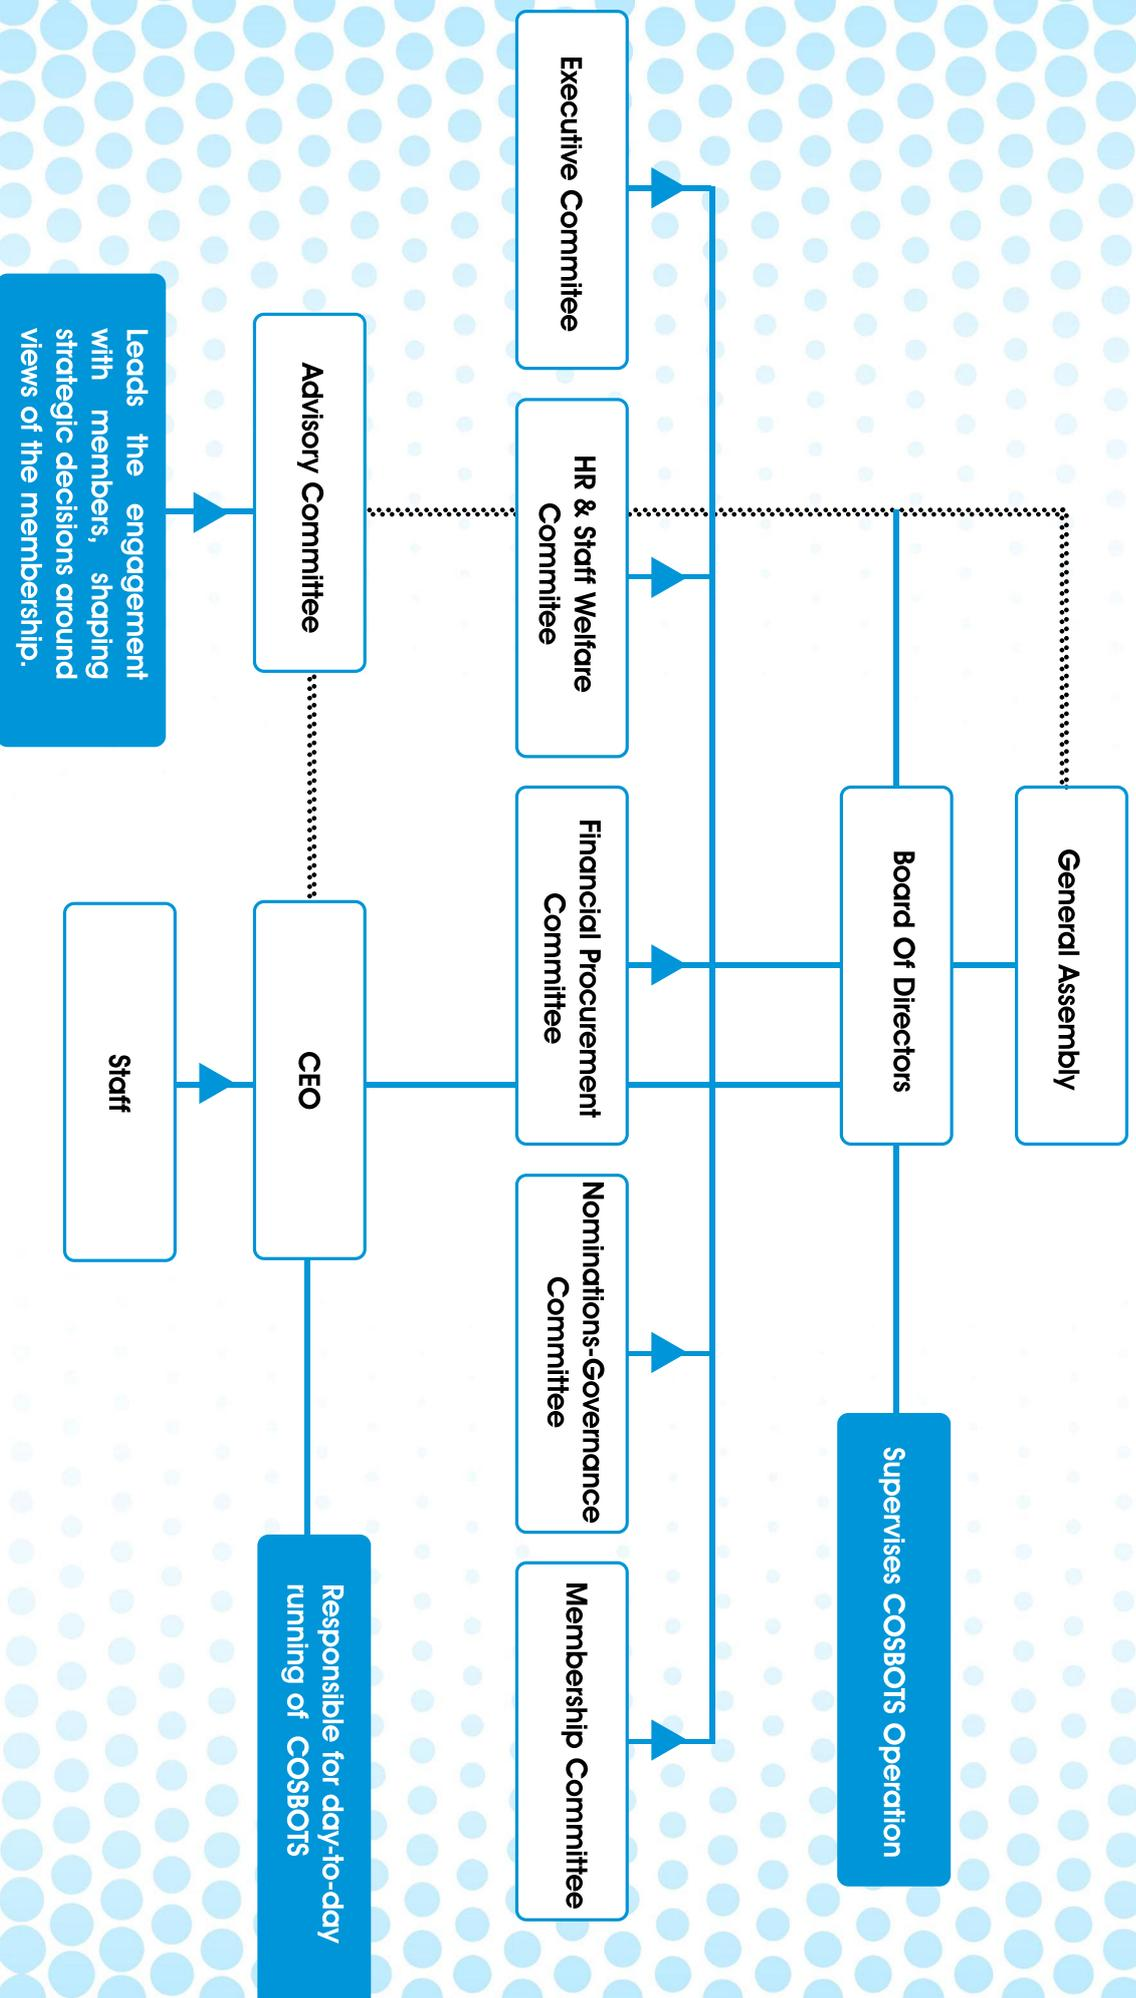 General Assembly
Board Of Directors
Supervises COSBOTS Operation
Executive Commitee
HR & Staff Welfare
Commitee
Financial Procurement
Committee
Nominations-Governance
Committee
Membership Committee
Advisory Committee
CEO
Responsible for day-to-day
running of COSBOTS
Leads the engagement
with members, shaping
strategic decisions around
views of the membership.
Staff